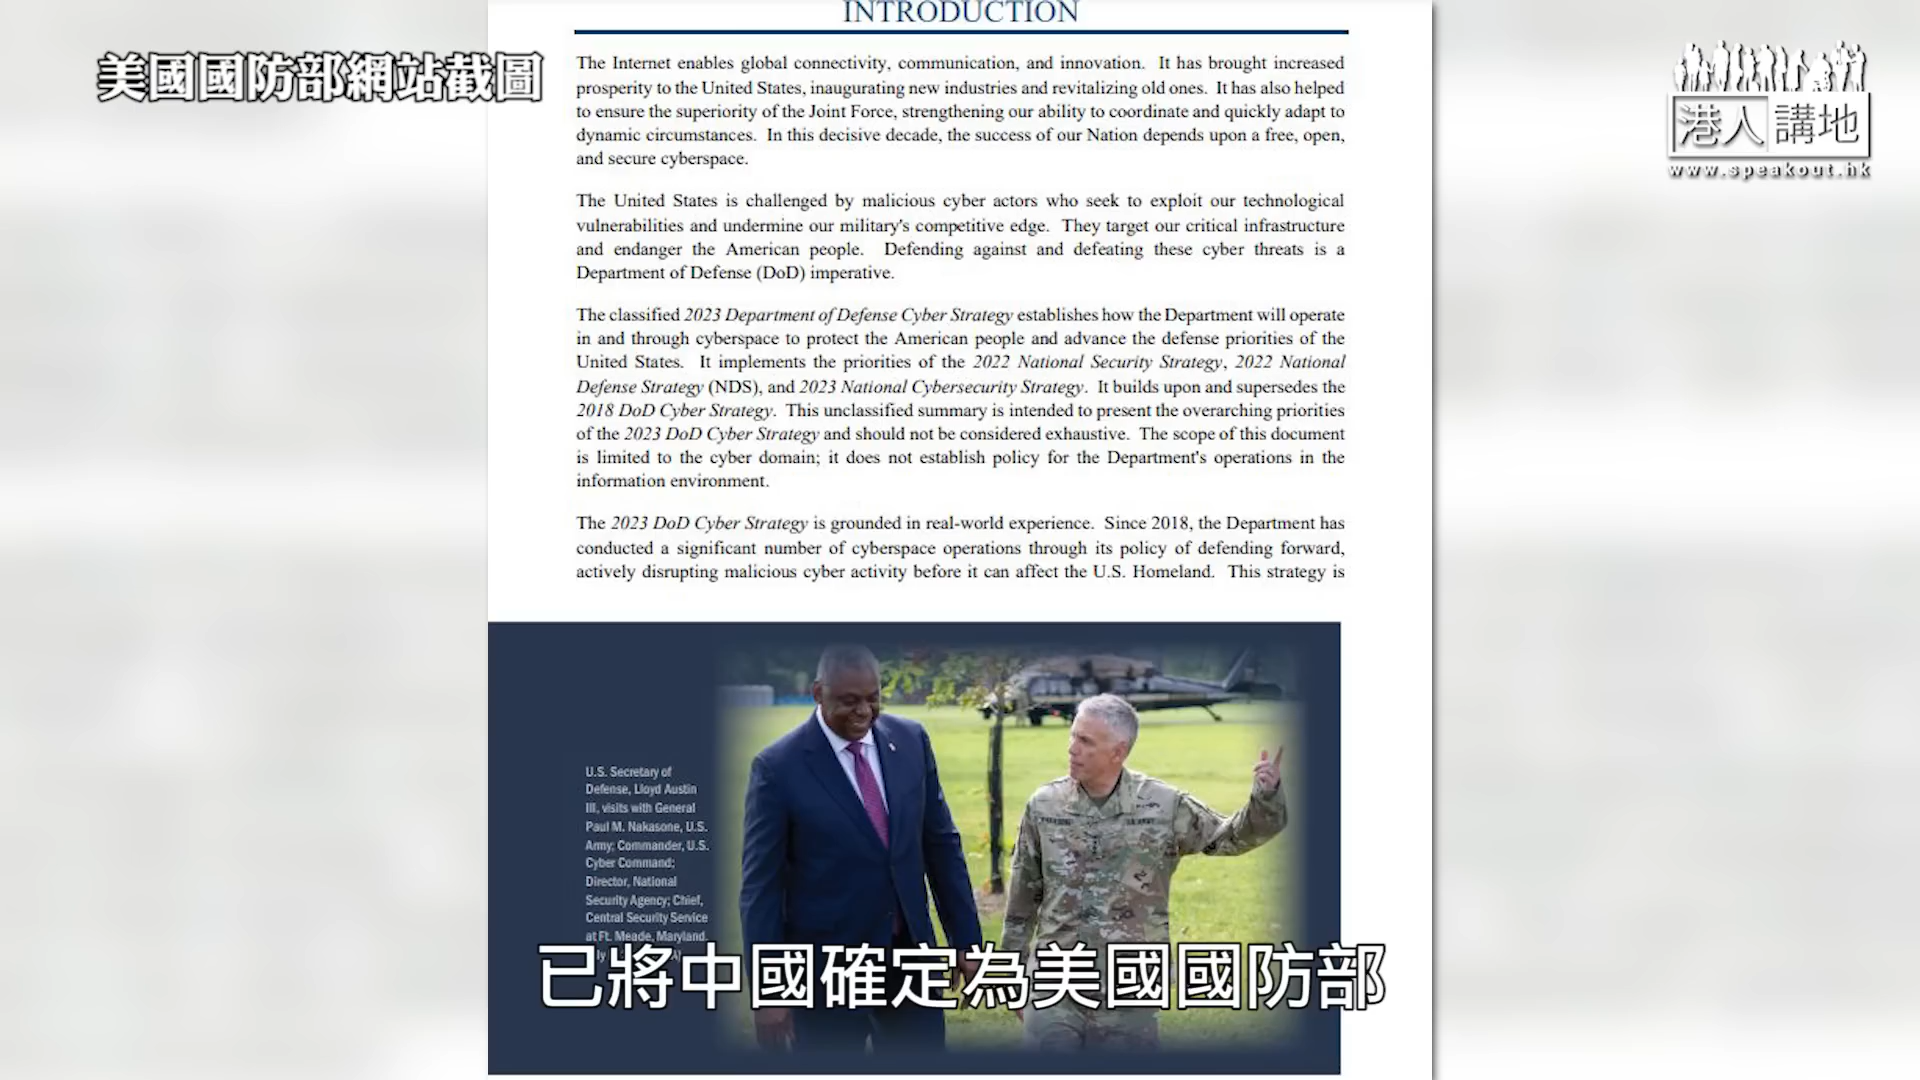 INTRODUCTION
美國國防部網站截圖
港人講地
www.speakout.hk
The Internet enables global connectivity, communication, and innovation. It has brought increased
prosperity to the United States, inaugurating new industries and revitalizing old ones. It has also helped
to ensure the superiority of the Joint Force, strengthening our ability to coordinate and quickly adapt to
dynamic circumstances. In this decisive decade, the success of our Nation depends upon a free, open,
and secure cyberspace.
The United States is challenged by malicious cyber actors who seek to exploit our technological
vulnerabilities and undermine our military's competitive edge. They target our critical infrastructure
and endanger the American people. Defending against and defeating these cyber threats is a
Department of Defense (DoD) imperative.
The classified 2023 Department of Defense Cyber Strategy establishes how the Department will operate
in and through cyberspace to protect the American people and advance the defense priorities of the
United States. It implements the priorities of the 2022 National Security Strategy, 2022 National
Defense Strategy (NDS), and 2023 National Cybersecurity Strategy. It builds upon and supersedes the
2018 DoD Cyber Strategy. This unclassified summary is intended to present the overarching priorities
of the 2023 DoD Cyber Strategy and should not be considered exhaustive. The scope of this document
is limited to the cyber domain; it does not establish policy for the Department's operations in the
information environment.
The 2023 DoD Cyber Strategy is grounded in real-world experience. Since 2018, the Department has
conducted a significant number of cyberspace operations through its policy of defending forward,
actively disrupting malicious cyber activity before it can affect the U.S. Homeland. This strategy is
U.S. Secretary of
Defense, Lloyd Austin
III, visits with General
Paul M. Nakasone, U.S.
Army; Commander, U.S.
Cyber Command;
Director, National
Security Agency; Chief,
Central Security Service
at Ft. Meade, Maryland.
已將中國確定為美國國防部